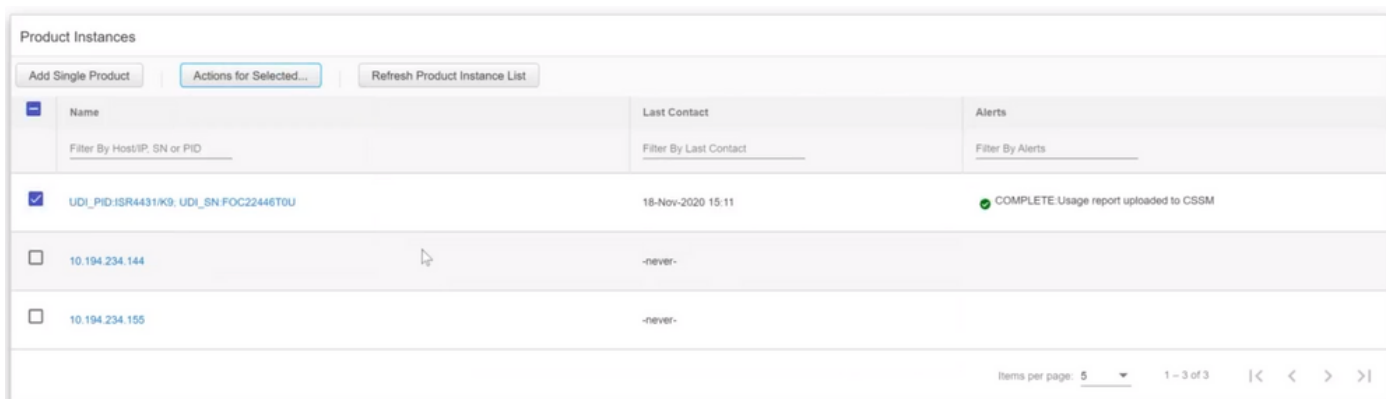 Product Instances
Add Single Product Actions for Selected... Refresh Product Instance List
Name Last Contact Alerts
Filter By Host/IP, SN or PID Filter By Last Contact Filter By Alerts
UDI_PID:ISR4431/K9; UDI_SN:FOC22446T0U 18-Nov-2020 15:11 COMPLETE:Usage report uploaded to CSSM
10.194.234.144 -never-
10.194.234.155 -never-
Items per page: 5 1 – 3 of 3